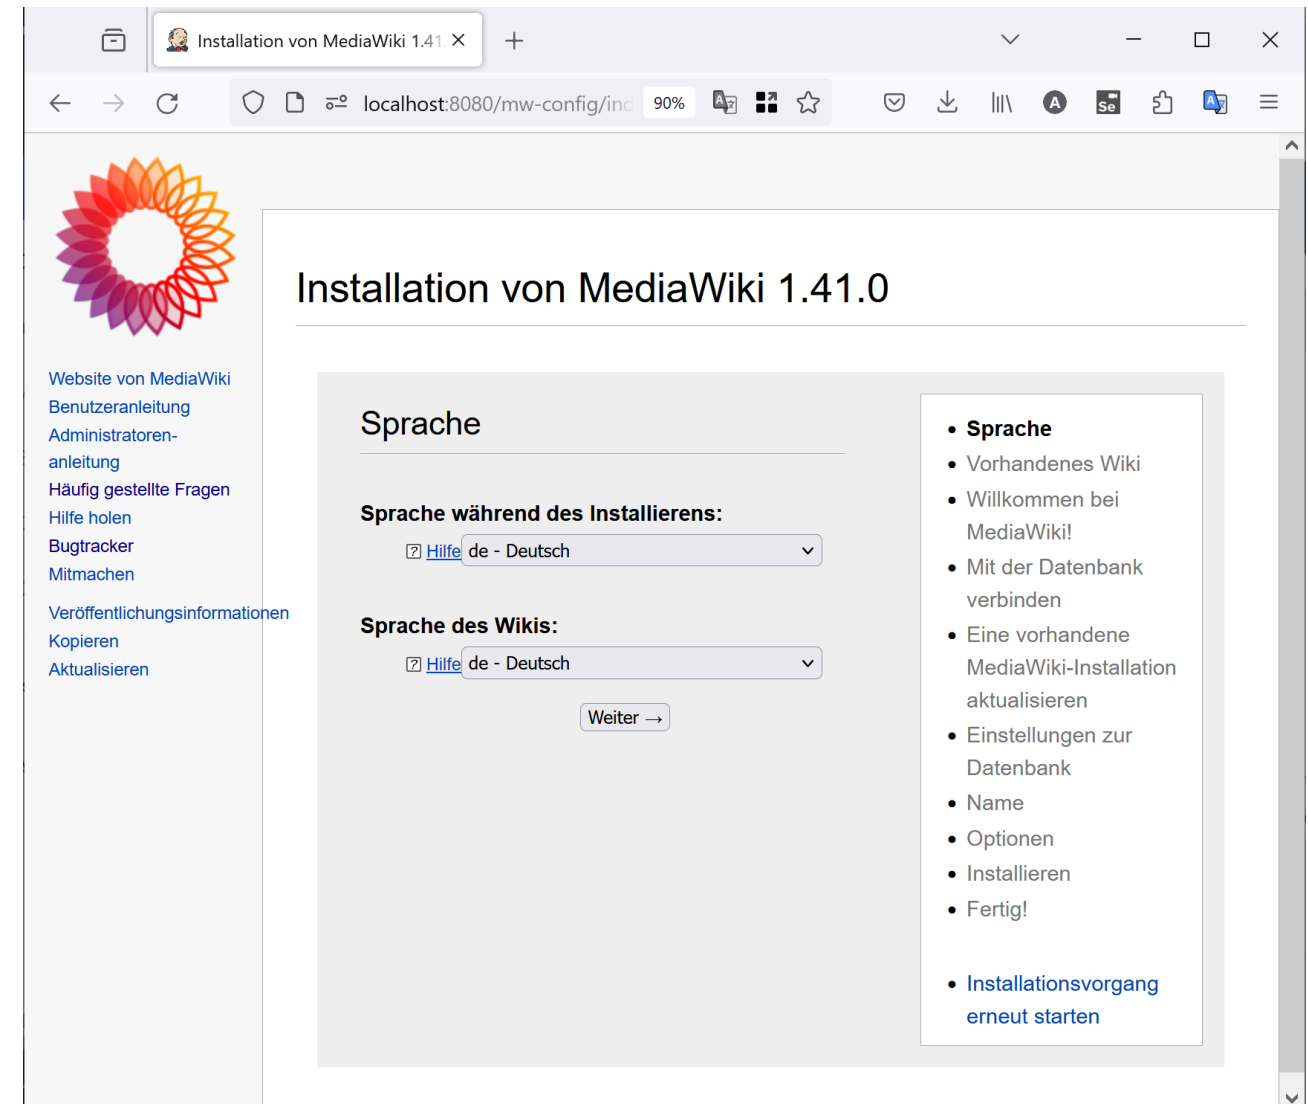 Installation von MediaWiki 1.41
localhost:8080/mw-config/ind
90%
Installation von MediaWiki 1.41.0
Website von MediaWiki
Benutzeranleitung
Administratoren-
anleitung
Häufig gestellte Fragen
Hilfe holen
Bugtracker
Mitmachen
Veröffentlichungsinformationen
Kopieren
Aktualisieren
Sprache
Sprache während des Installierens:
? Hilfe de - Deutsch
Sprache des Wikis:
? Hilfe de - Deutsch
Weiter →
• Sprache
• Vorhandenes Wiki
• Willkommen bei
MediaWiki!
• Mit der Datenbank
verbinden
• Eine vorhandene
MediaWiki-Installation
aktualisieren
• Einstellungen zur
Datenbank
• Name
• Optionen
• Installieren
• Fertig!
• Installationsvorgang
erneut starten